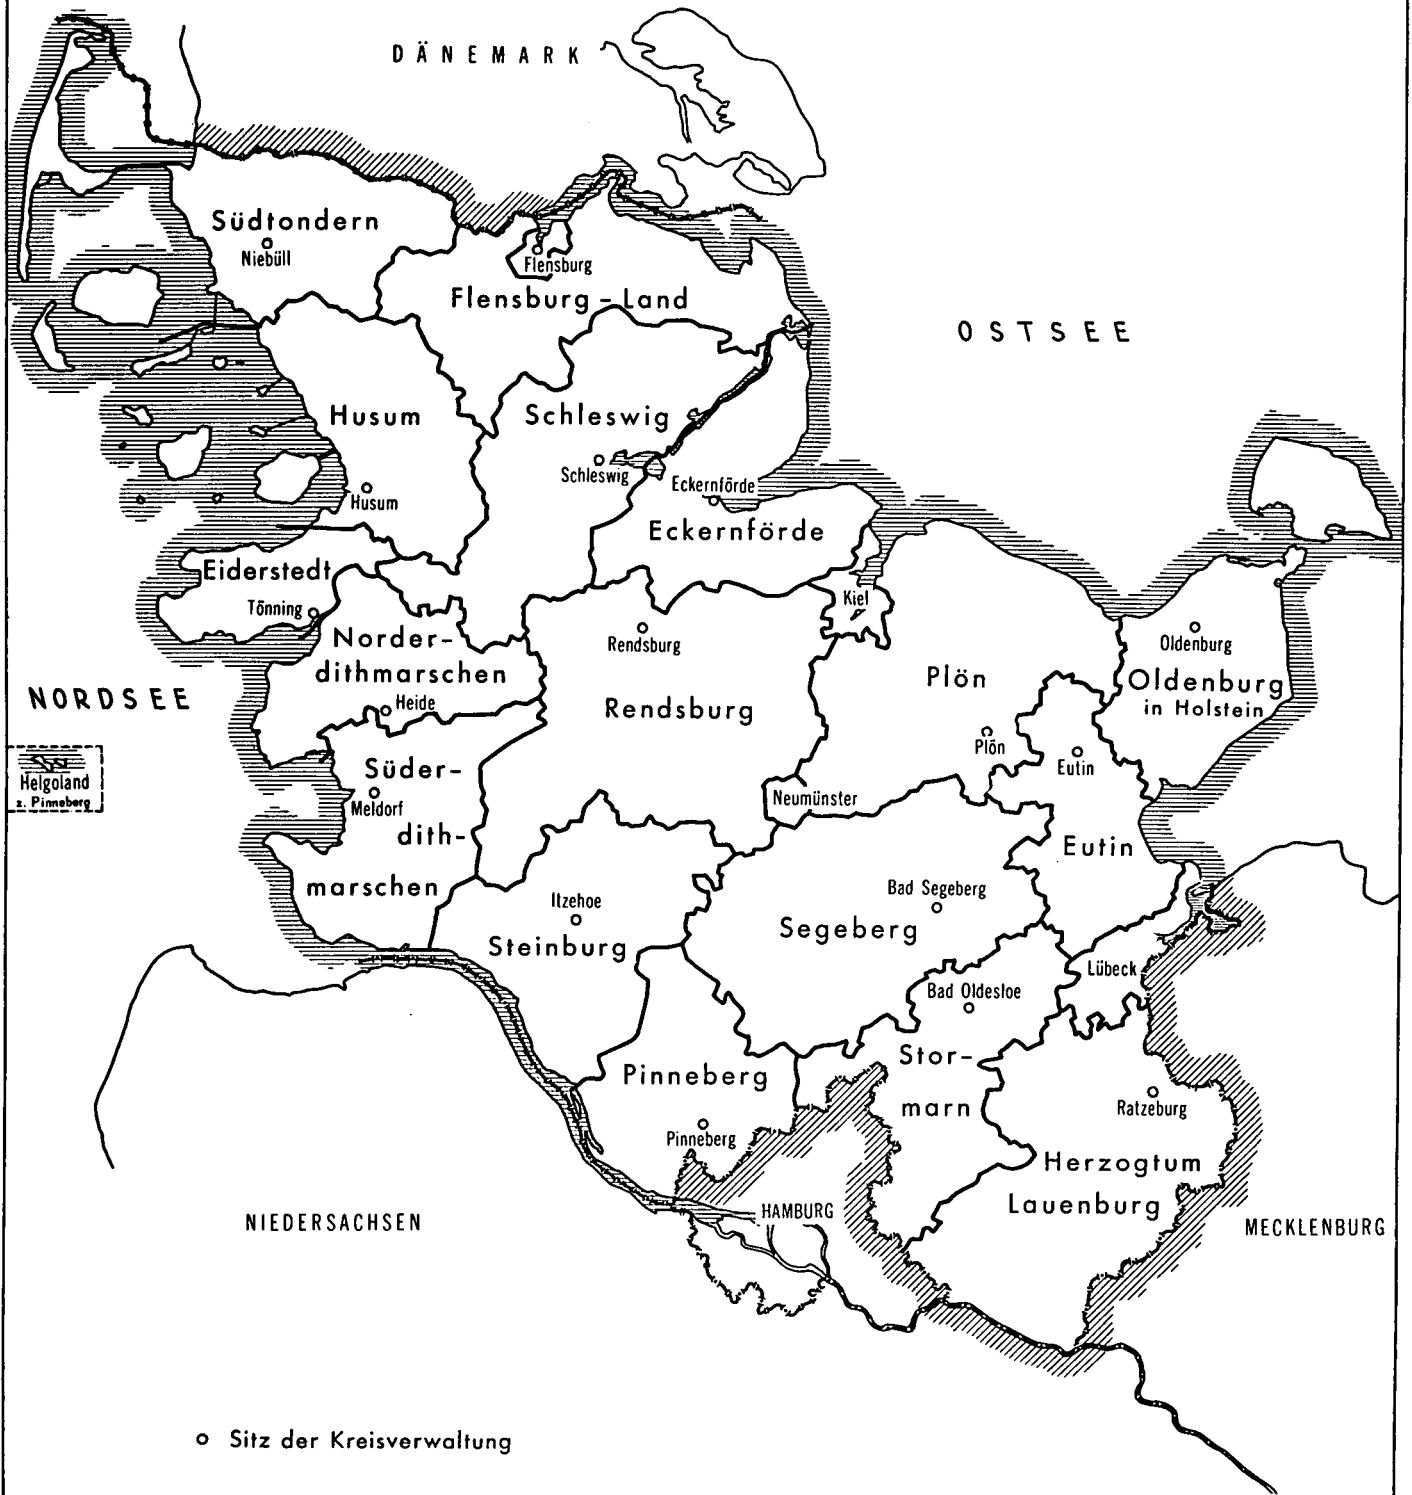 DÄNEMARK
Südtondern
Niebüll
Flensburg
Flensburg - Land
OSTSEE
Husum
Husum
Schleswig
Schleswig
Eckernförde
Eckernförde
Eiderstedt
Tönning
Kiel
Norder-
dithmarschen
Heide
Rendsburg
Rendsburg
Plön
Plön
Oldenburg
Oldenburg
in Holstein
NORDSEE
Helgoland
z. Pinneberg
Süder-
Meldorf
dith-
marschen
Neumünster
Eutin
Eutin
Itzehoe
Steinburg
Bad Segeberg
Segeberg
Lübeck
Bad Oldesloe
Stor-
marn
Pinneberg
Pinneberg
Ratzeburg
Herzogtum
Lauenburg
HAMBURG
NIEDERSACHSEN
MECKLENBURG
Sitz der Kreisverwaltung